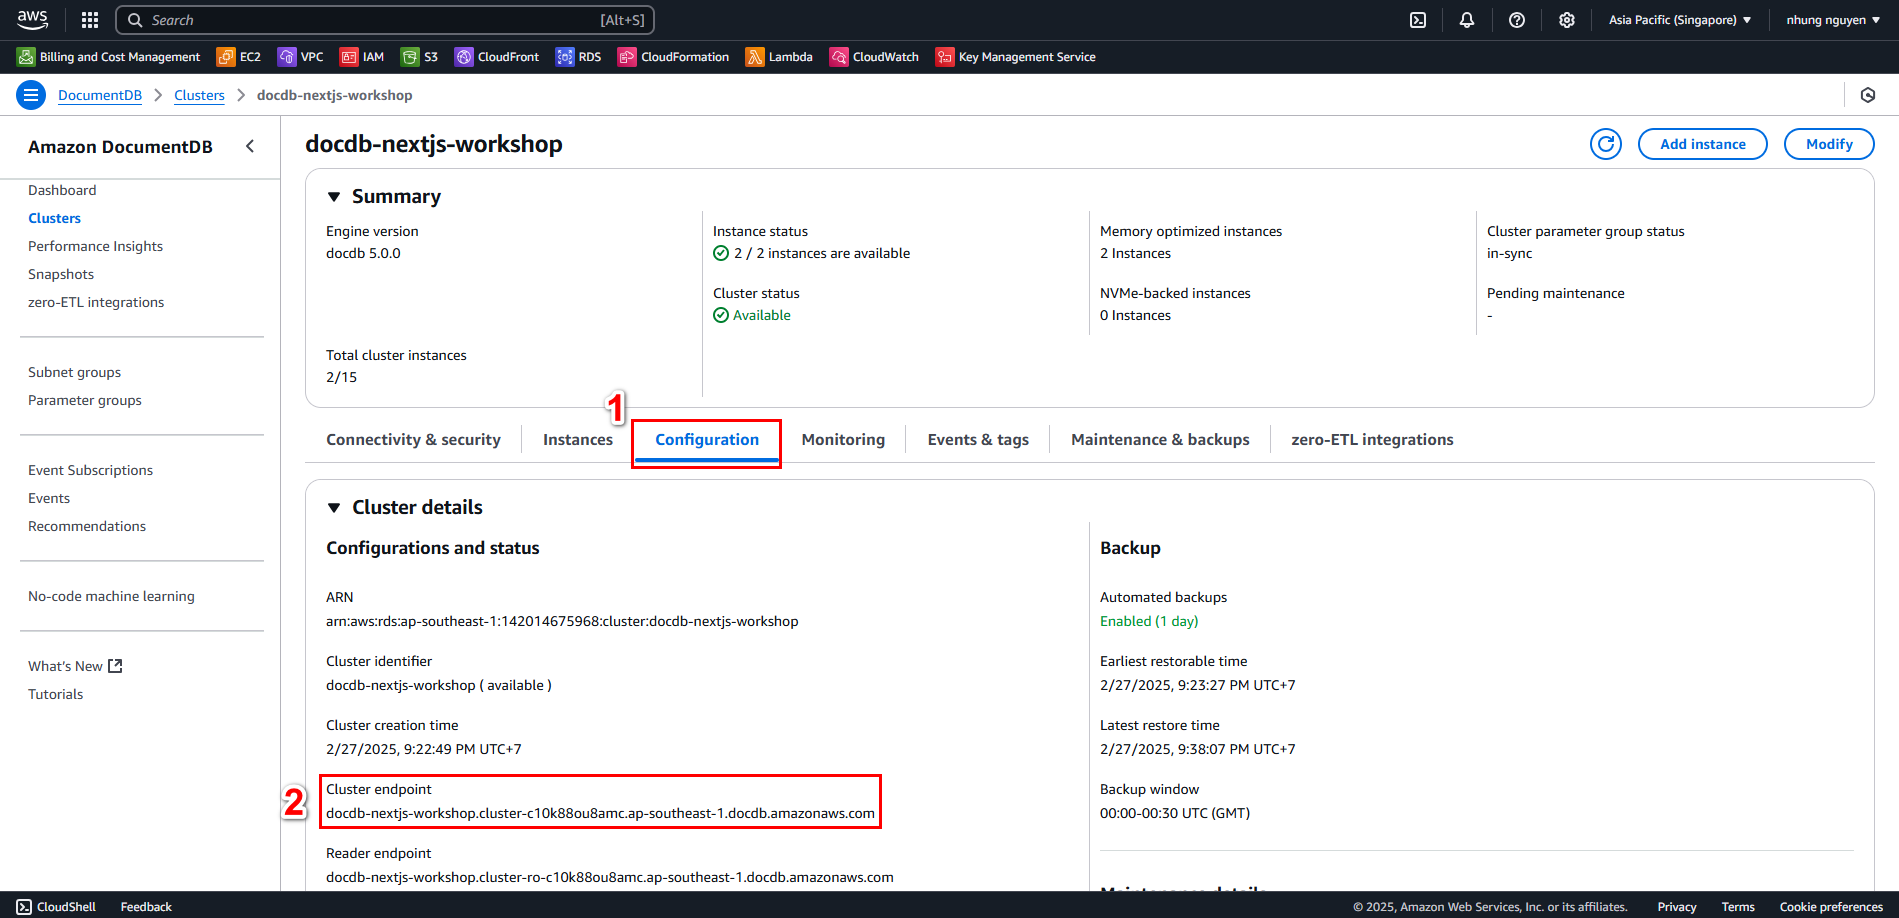 aws
Search [Alt+S]
Asia Pacific (Singapore)
nhung nguyen
Billing and Cost Management EC2 VPC IAM S3 CloudFront RDS CloudFormation Lambda CloudWatch Key Management Service
DocumentDB Clusters docdb-nextjs-workshop
Amazon DocumentDB
Dashboard
Clusters
Performance Insights
Snapshots
zero-ETL integrations
Subnet groups
Parameter groups
Event Subscriptions
Events
Recommendations
No-code machine learning
What's New
Tutorials
docdb-nextjs-workshop
Add instance
Modify
Summary
Engine version
docdb 5.0.0
Total cluster instances
2/15
Instance status
2 / 2 instances are available
Cluster status
Available
Memory optimized instances
2 Instances
NVMe-backed instances
0 Instances
Cluster parameter group status
in-sync
Pending maintenance
-
1
Connectivity & security Instances Configuration Monitoring Events & tags Maintenance & backups zero-ETL integrations
Cluster details
Configurations and status
ARN
arn:aws:rds:ap-southeast-1:142014675968:cluster:docdb-nextjs-workshop
Cluster identifier
docdb-nextjs-workshop ( available )
Cluster creation time
2/27/2025, 9:22:49 PM UTC+7
2
Cluster endpoint
docdb-nextjs-workshop.cluster-c10k88ou8amc.ap-southeast-1.docdb.amazonaws.com
Reader endpoint
docdb-nextjs-workshop.cluster-ro-c10k88ou8amc.ap-southeast-1.docdb.amazonaws.com
Backup
Automated backups
Enabled (1 day)
Earliest restorable time
2/27/2025, 9:23:27 PM UTC+7
Latest restore time
2/27/2025, 9:38:07 PM UTC+7
Backup window
00:00-00:30 UTC (GMT)
Maintenance details
CloudShell Feedback
© 2025, Amazon Web Services, Inc. or its affiliates. Privacy Terms Cookie preferences